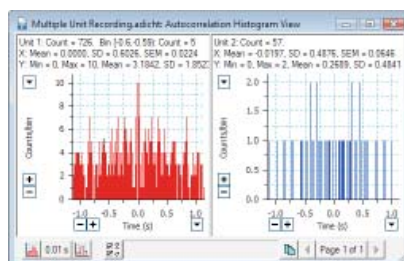 Multiple Unit Recording.adicht: Autocorrelation Histogram View
Unit 1: Count = 726, Bin [-0.6,-0.59): Count = 5
X: Mean = 0.0000, SD = 0.6026, SEM = 0.0224
Y: Min = 0, Max = 10, Mean = 3.1842, SD = 1.852
Unit 2: Count = 57,
X: Mean = -0.0197, SD = 0.4876, SEM = 0.0646
Y: Min = 0, Max = 2, Mean = 0.2689, SD = 0.4841
10
8
6
4
2
0
Counts/bin
-1.0 -0.5 0.0 0.5 1.0
Time (s)
2.0
1.5
1.0
0.5
0.0
Counts/bin
-1.0 -0.5 0.0 0.5 1.0
Time (s)
0.01 s
Page 1 of 1